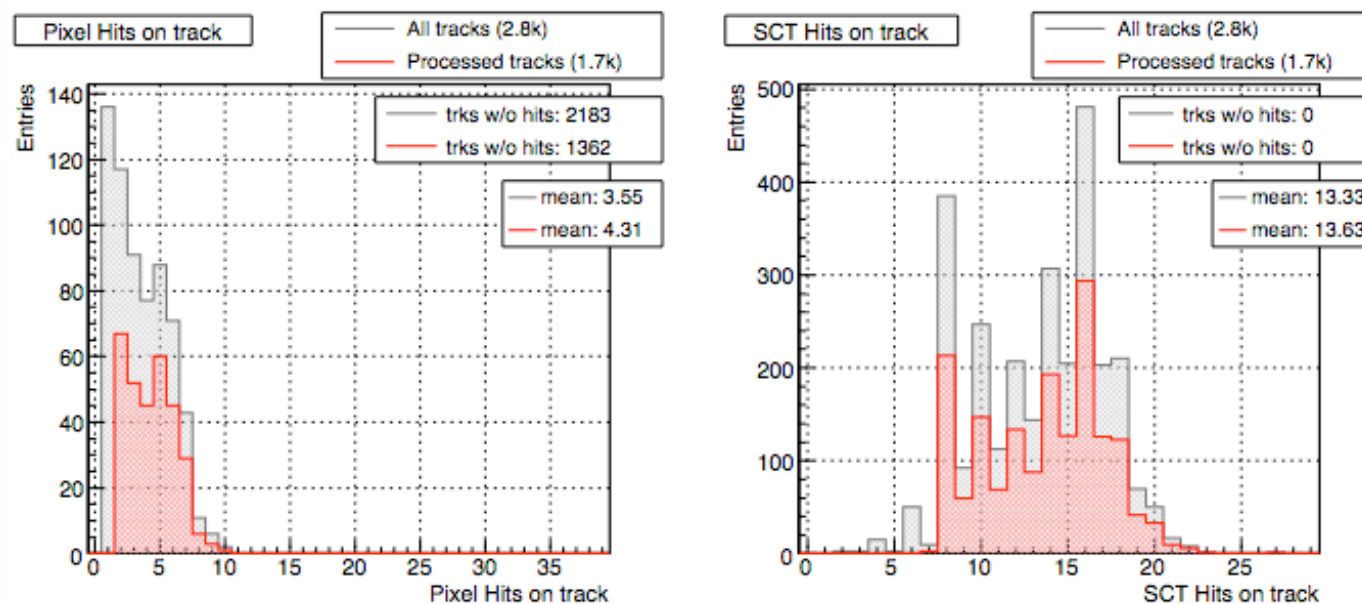 Pixel Hits on track
All tracks (2.8k)
Processed tracks (1.7k)
trks w/o hits: 2183
trks w/o hits: 1362
mean: 3.55
mean: 4.31
Entries
140
120
100
80
60
40
20
0
0 5 10 15 20 25 30 35
Pixel Hits on track
SCT Hits on track
All tracks (2.8k)
Processed tracks (1.7k)
trks w/o hits: 0
trks w/o hits: 0
mean: 13.33
mean: 13.63
Entries
500
400
300
200
100
0
0 5 10 15 20 25
SCT Hits on track